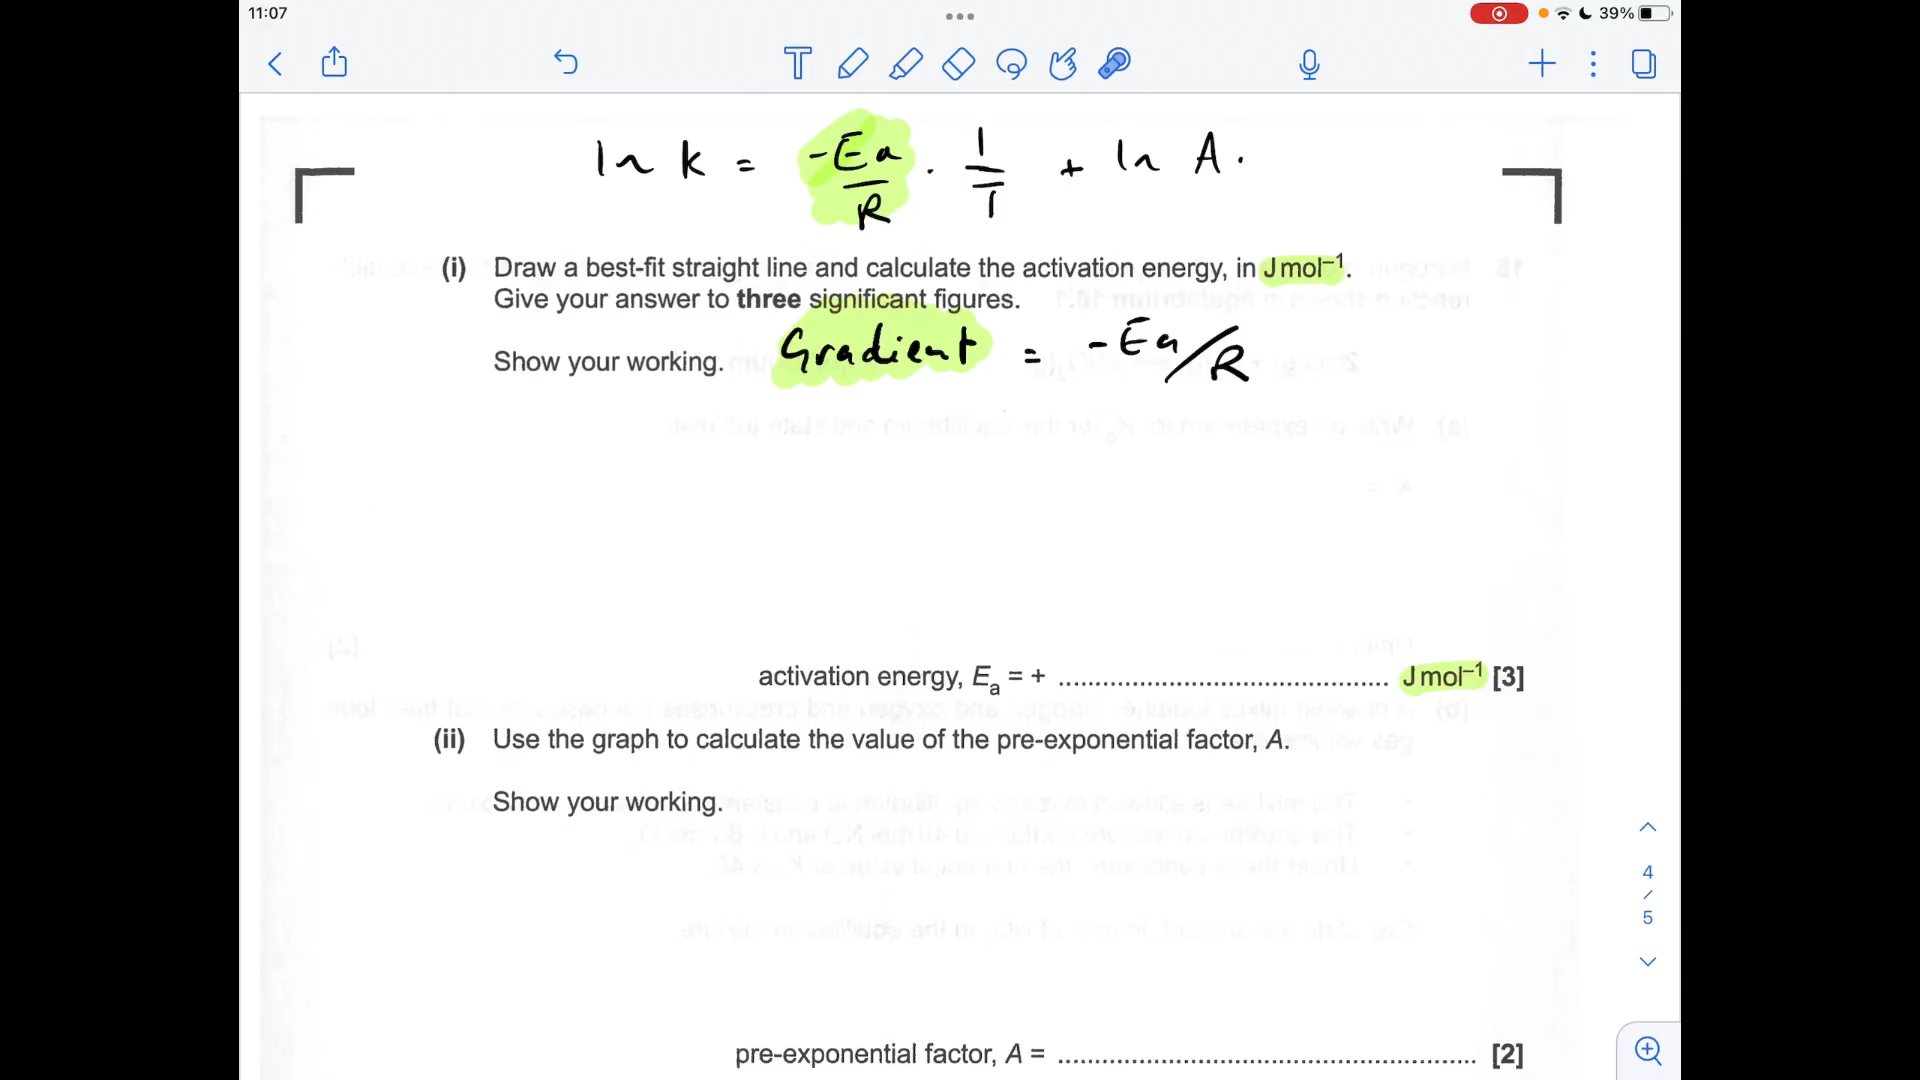 11:07
39%
ln k = -Ea/R . 1/T + ln A.
(i) Draw a best-fit straight line and calculate the activation energy, in J mol⁻¹.
Give your answer to three significant figures.
Show your working. Gradient = -Ea/R
activation energy, Eₐ = + ............................................. J mol⁻¹ [3]
(ii) Use the graph to calculate the value of the pre-exponential factor, A.
Show your working.
4
/
5
pre-exponential factor, A = ......................................................... [2]